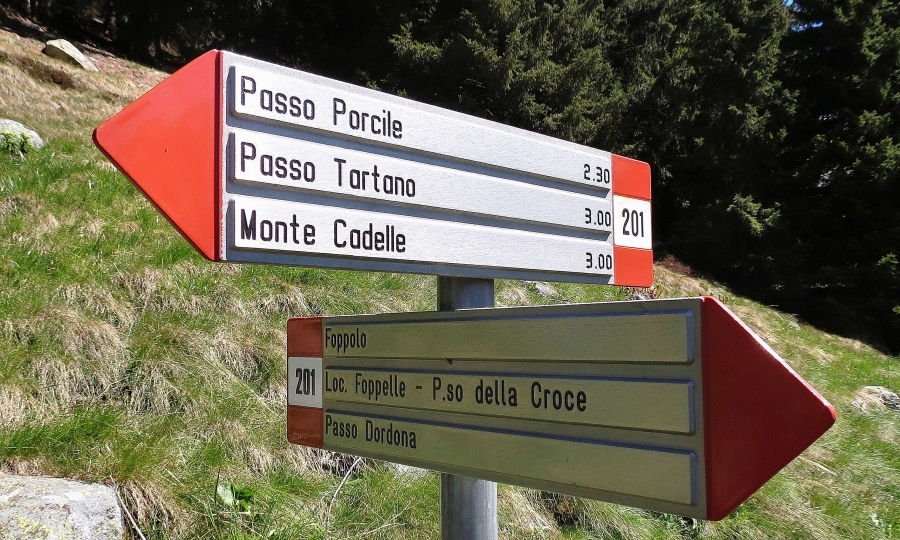 Passo Porcile 2.30
Passo Tartano 3.00
Monte Cadelle 3.00
201
Foppolo
201
Loc. Foppelle - P.so della Croce
Passo Dordona